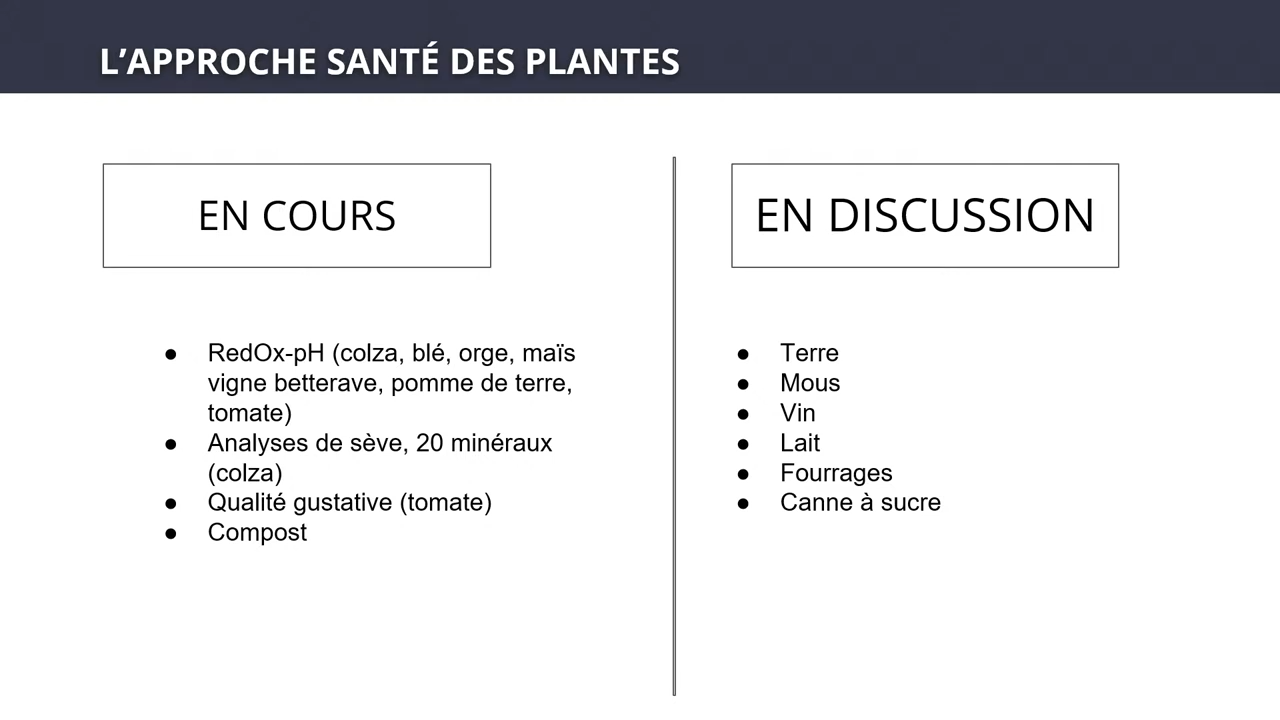 L’APPROCHE SANTÉ DES PLANTES
EN COURS
● RedOx-pH (colza, blé, orge, maïs
vigne betterave, pomme de terre,
tomate)
● Analyses de sève, 20 minéraux
(colza)
● Qualité gustative (tomate)
● Compost
EN DISCUSSION
● Terre
● Mous
● Vin
● Lait
● Fourrages
● Canne à sucre